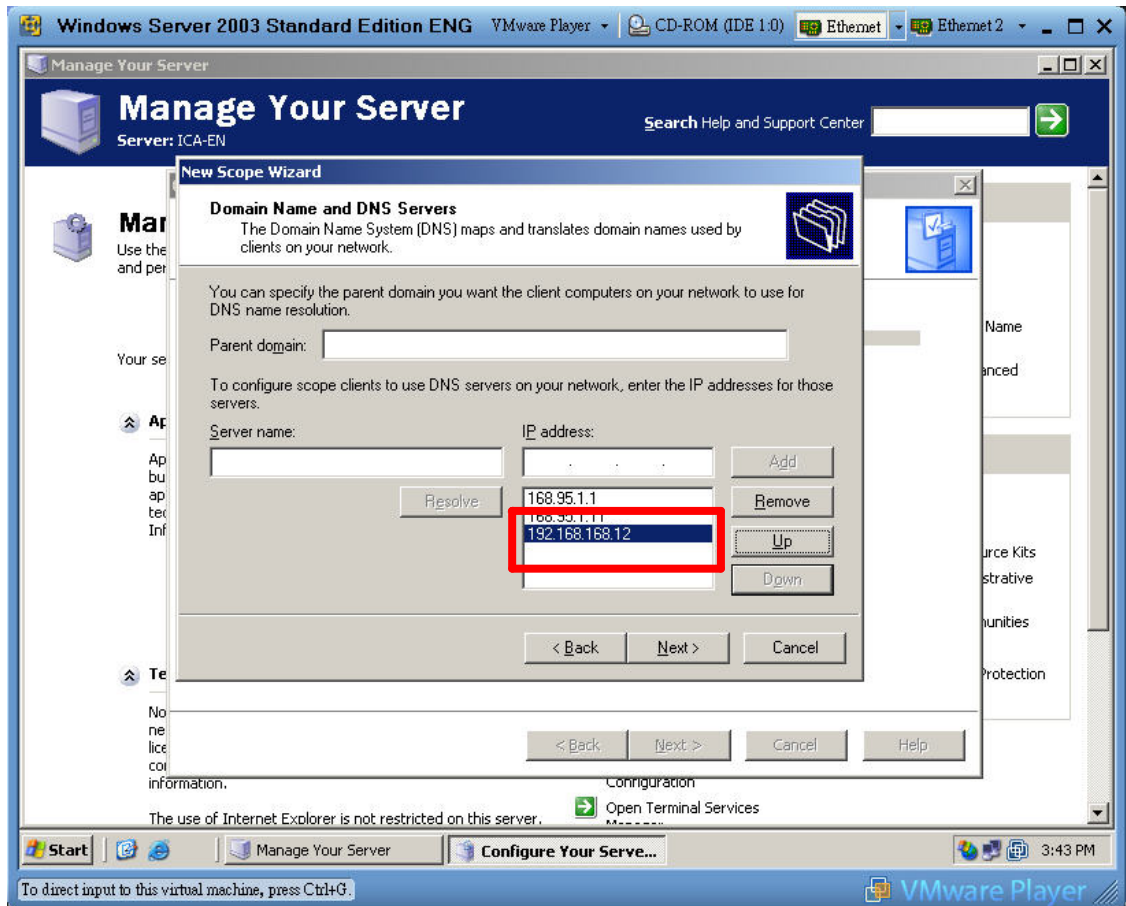 Windows Server 2003 Standard Edition ENG VMware Player CD-ROM (IDE 1:0) Ethernet Ethernet 2
Manage Your Server
Manage Your Server
Server: ICA-EN
Search Help and Support Center
New Scope Wizard
Domain Name and DNS Servers
The Domain Name System (DNS) maps and translates domain names used by
clients on your network.
Mar
Use the
and per
You can specify the parent domain you want the client computers on your network to use for
DNS name resolution.
Name
Parent domain:
Your se
anced
To configure scope clients to use DNS servers on your network, enter the IP addresses for those
servers.
Server name:
IP address:
Add
Resolve
168.95.1.1
Remove
168.95.1.11
192.168.168.12
Up
Down
Ap
bu
ap
tec
Inf
urce Kits
strative
unities
< Back
Next >
Cancel
Te
Protection
No
ne
lice
co
< Back
Next >
Cancel
Help
information.
Configuration
Open Terminal Services
The use of Internet Explorer is not restricted on this server.
Start
Manage Your Server
Configure Your Serve...
3:43 PM
To direct input to this virtual machine, press Ctrl+G.
VMware Player